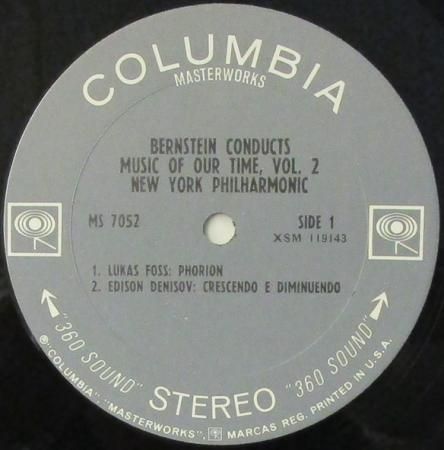 COLUMBIA
MASTERWORKS
BERNSTEIN CONDUCTS
MUSIC OF OUR TIME, VOL. 2
NEW YORK PHILHARMONIC
MS 7052
SIDE 1
XSM 119143
1. LUKAS FOSS: PHORION
2. EDISON DENISOV: CRESCENDO E DIMINUENDO
"360 SOUND" STEREO "360 SOUND"
℗"COLUMBIA", "MASTERWORKS", MARCAS REG. PRINTED IN U.S.A.